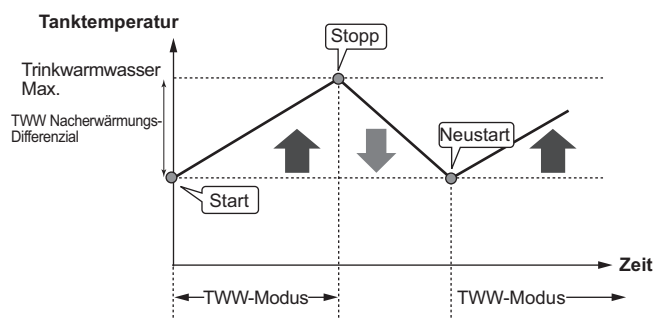 Tanktemperatur
Stopp
Trinkwarmwasser
Max.
TWW Nacherwärmungs-
Differenzial
Neustart
Start
Zeit
TWW-Modus
TWW-Modus